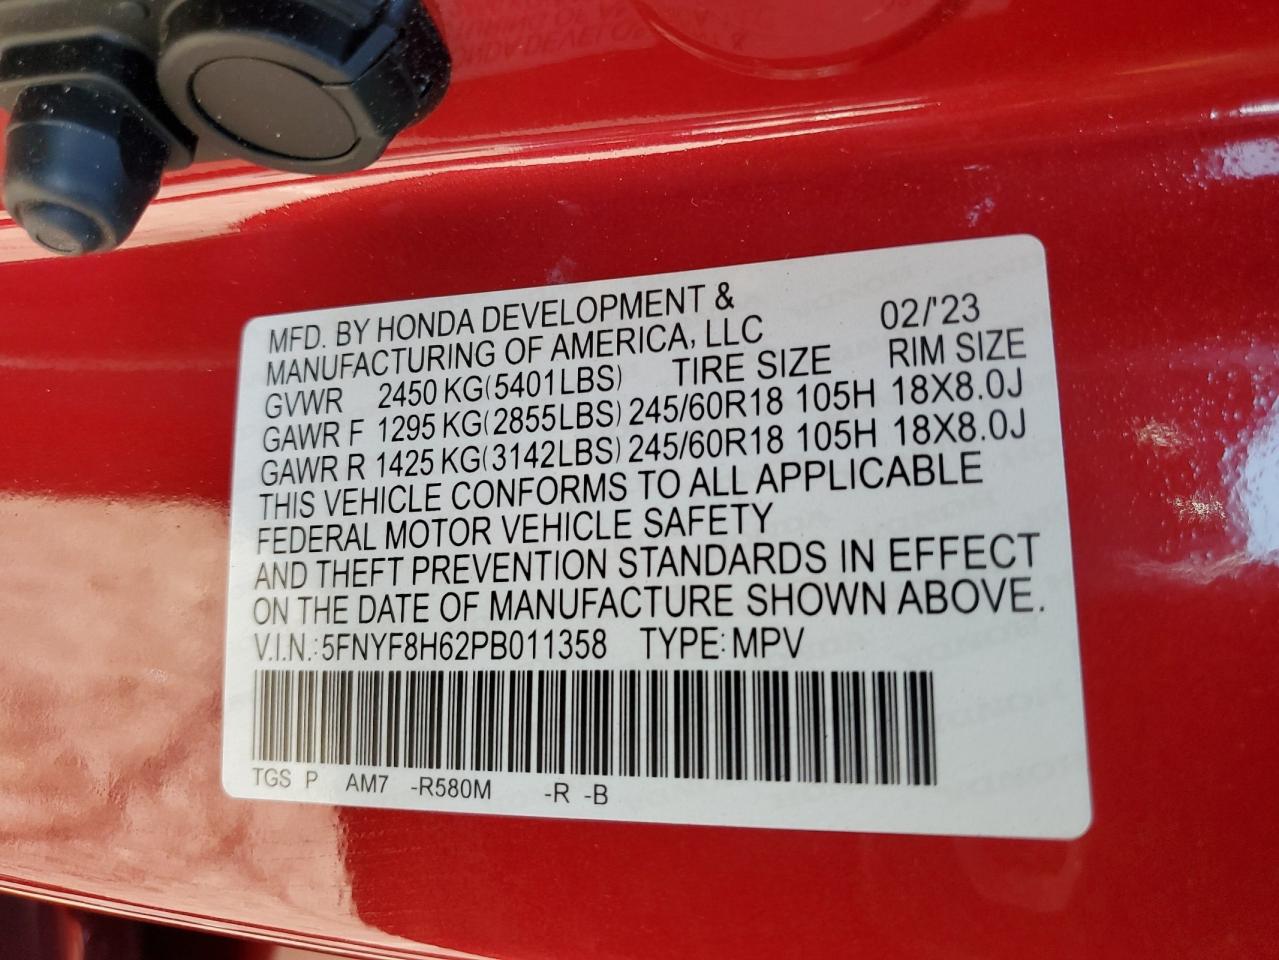 MFD. BY HONDA DEVELOPMENT & 02/'23
MANUFACTURING OF AMERICA, LLC
GVWR 2450 KG(5401LBS) TIRE SIZE RIM SIZE
GAWR F 1295 KG(2855LBS) 245/60R18 105H 18X8.0J
GAWR R 1425 KG(3142LBS) 245/60R18 105H 18X8.0J
THIS VEHICLE CONFORMS TO ALL APPLICABLE
FEDERAL MOTOR VEHICLE SAFETY
AND THEFT PREVENTION STANDARDS IN EFFECT
ON THE DATE OF MANUFACTURE SHOWN ABOVE.
V.I.N.:5FNYF8H62PB011358 TYPE:MPV
TGS P AM7 -R580M -R -B